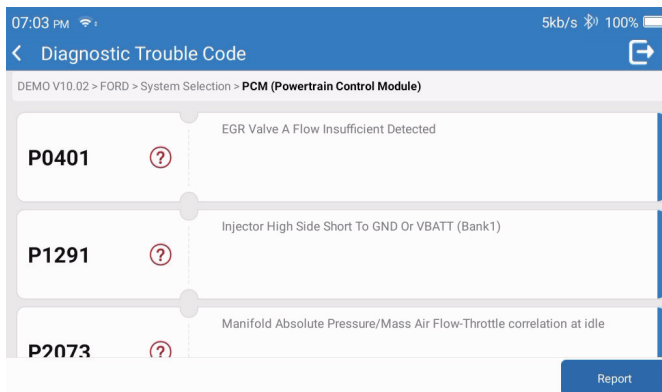 07:03 PM 5kb/s 100%
Diagnostic Trouble Code
DEMO V10.02 > FORD > System Selection > PCM (Powertrain Control Module)
EGR Valve A Flow Insufficient Detected
P0401 ?
Injector High Side Short To GND Or VBATT (Bank1)
P1291 ?
Manifold Absolute Pressure/Mass Air Flow-Throttle correlation at idle
P2073 ?
Report